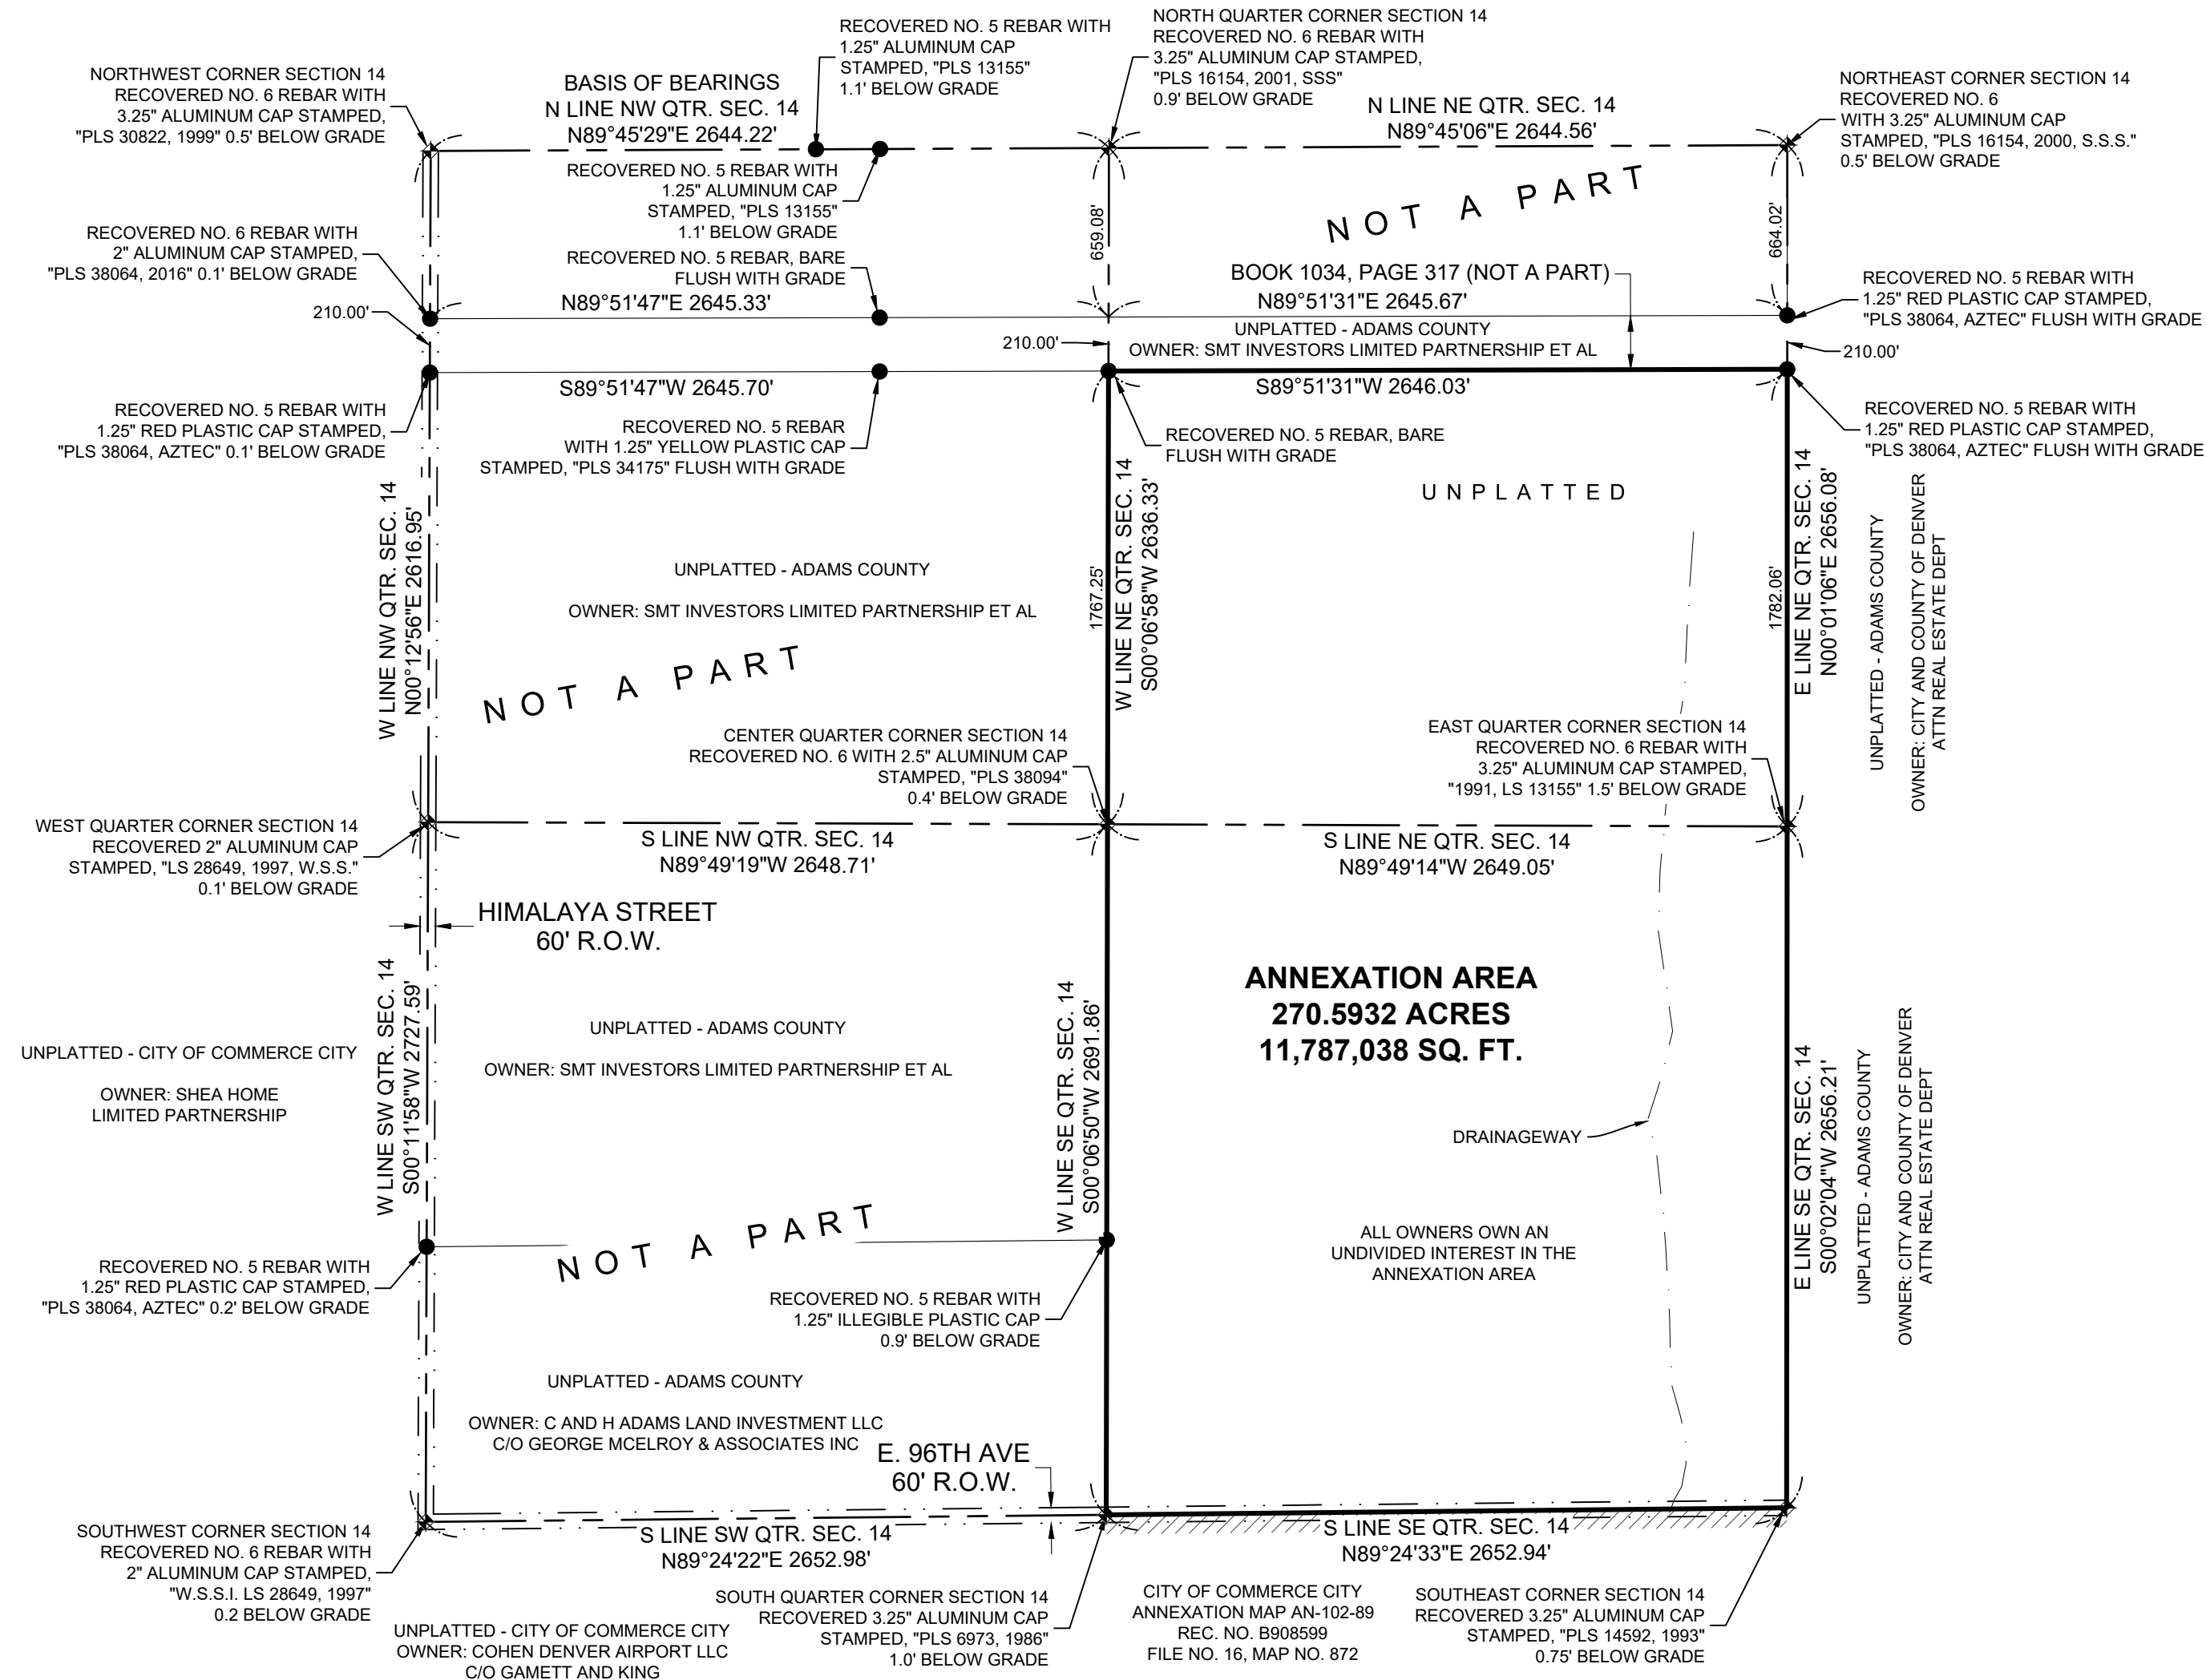 RECOVERED NO. 5 REBAR WITH
1.25" ALUMINUM CAP
STAMPED, "PLS 13155"
1.1' BELOW GRADE
NORTH QUARTER CORNER SECTION 14
RECOVERED NO. 6 REBAR WITH
3.25" ALUMINUM CAP STAMPED,
"PLS 16154, 2001, SSS"
0.9' BELOW GRADE
NORTHWEST CORNER SECTION 14
RECOVERED NO. 6 REBAR WITH
3.25" ALUMINUM CAP STAMPED,
"PLS 30822, 1999" 0.5' BELOW GRADE
BASIS OF BEARINGS
N LINE NW QTR. SEC. 14
N89°45'29"E 2644.22'
N LINE NE QTR. SEC. 14
N89°45'06"E 2644.56'
NORTHEAST CORNER SECTION 14
RECOVERED NO. 6
WITH 3.25" ALUMINUM CAP
STAMPED, "PLS 16154, 2000, S.S.S."
0.5' BELOW GRADE
RECOVERED NO. 5 REBAR WITH
1.25" ALUMINUM CAP
STAMPED, "PLS 13155"
1.1' BELOW GRADE
NOT A PART
659.08'
664.02'
RECOVERED NO. 6 REBAR WITH
2" ALUMINUM CAP STAMPED,
"PLS 38064, 2016" 0.1' BELOW GRADE
RECOVERED NO. 5 REBAR, BARE
FLUSH WITH GRADE
N89°51'47"E 2645.33'
BOOK 1034, PAGE 317 (NOT A PART)
N89°51'31"E 2645.67'
RECOVERED NO. 5 REBAR WITH
1.25" RED PLASTIC CAP STAMPED,
"PLS 38064, AZTEC" FLUSH WITH GRADE
210.00'
UNPLATTED - ADAMS COUNTY
OWNER: SMT INVESTORS LIMITED PARTNERSHIP ET AL
210.00'
210.00'
S89°51'47"W 2645.70'
S89°51'31"W 2646.03'
RECOVERED NO. 5 REBAR WITH
1.25" RED PLASTIC CAP STAMPED,
"PLS 38064, AZTEC" 0.1' BELOW GRADE
RECOVERED NO. 5 REBAR
WITH 1.25" YELLOW PLASTIC CAP
STAMPED, "PLS 34175" FLUSH WITH GRADE
RECOVERED NO. 5 REBAR, BARE
FLUSH WITH GRADE
RECOVERED NO. 5 REBAR WITH
1.25" RED PLASTIC CAP STAMPED,
"PLS 38064, AZTEC" FLUSH WITH GRADE
W LINE NW QTR. SEC. 14
N00°12'56"E 2616.95'
UNPLATTED - ADAMS COUNTY
OWNER: SMT INVESTORS LIMITED PARTNERSHIP ET AL
1767.25'
W LINE NE QTR. SEC. 14
S00°06'58"W 2636.33'
UNPLATTED
1782.06'
E LINE NE QTR. SEC. 14
N00°01'06"E 2656.08'
UNPLATTED - ADAMS COUNTY
OWNER: CITY AND COUNTY OF DENVER
ATTN REAL ESTATE DEPT
NOT A PART
CENTER QUARTER CORNER SECTION 14
RECOVERED NO. 6 WITH 2.5" ALUMINUM CAP
STAMPED, "PLS 38094"
0.4' BELOW GRADE
EAST QUARTER CORNER SECTION 14
RECOVERED NO. 6 REBAR WITH
3.25" ALUMINUM CAP STAMPED,
"1991, LS 13155" 1.5' BELOW GRADE
WEST QUARTER CORNER SECTION 14
RECOVERED 2" ALUMINUM CAP
STAMPED, "LS 28649, 1997, W.S.S."
0.1' BELOW GRADE
S LINE NW QTR. SEC. 14
N89°49'19"W 2648.71'
S LINE NE QTR. SEC. 14
N89°49'14"W 2649.05'
HIMALAYA STREET
60' R.O.W.
ANNEXATION AREA
270.5932 ACRES
11,787,038 SQ. FT.
UNPLATTED - CITY OF COMMERCE CITY
OWNER: SHEA HOME
LIMITED PARTNERSHIP
W LINE SW QTR. SEC. 14
S00°11'58"W 2727.59'
UNPLATTED - ADAMS COUNTY
OWNER: SMT INVESTORS LIMITED PARTNERSHIP ET AL
W LINE SE QTR. SEC. 14
S00°06'50"W 2691.86'
DRAINAGEWAY
E LINE SE QTR. SEC. 14
S00°02'04"W 2656.21'
UNPLATTED - ADAMS COUNTY
OWNER: CITY AND COUNTY OF DENVER
ATTN REAL ESTATE DEPT
NOT A PART
ALL OWNERS OWN AN
UNDIVIDED INTEREST IN THE
ANNEXATION AREA
RECOVERED NO. 5 REBAR WITH
1.25" RED PLASTIC CAP STAMPED,
"PLS 38064, AZTEC" 0.2' BELOW GRADE
RECOVERED NO. 5 REBAR WITH
1.25" ILLEGIBLE PLASTIC CAP
0.9' BELOW GRADE
UNPLATTED - ADAMS COUNTY
OWNER: C AND H ADAMS LAND INVESTMENT LLC
C/O GEORGE MCELROY & ASSOCIATES INC
E. 96TH AVE
60' R.O.W.
SOUTHWEST CORNER SECTION 14
RECOVERED NO. 6 REBAR WITH
2" ALUMINUM CAP STAMPED,
"W.S.S.I. LS 28649, 1997"
0.2 BELOW GRADE
S LINE SW QTR. SEC. 14
N89°24'22"E 2652.98'
S LINE SE QTR. SEC. 14
N89°24'33"E 2652.94'
UNPLATTED - CITY OF COMMERCE CITY
OWNER: COHEN DENVER AIRPORT LLC
C/O GAMETT AND KING
SOUTH QUARTER CORNER SECTION 14
RECOVERED 3.25" ALUMINUM CAP
STAMPED, "PLS 6973, 1986"
1.0' BELOW GRADE
CITY OF COMMERCE CITY
ANNEXATION MAP AN-102-89
REC. NO. B908599
FILE NO. 16, MAP NO. 872
SOUTHEAST CORNER SECTION 14
RECOVERED 3.25" ALUMINUM CAP
STAMPED, "PLS 14592, 1993"
0.75' BELOW GRADE